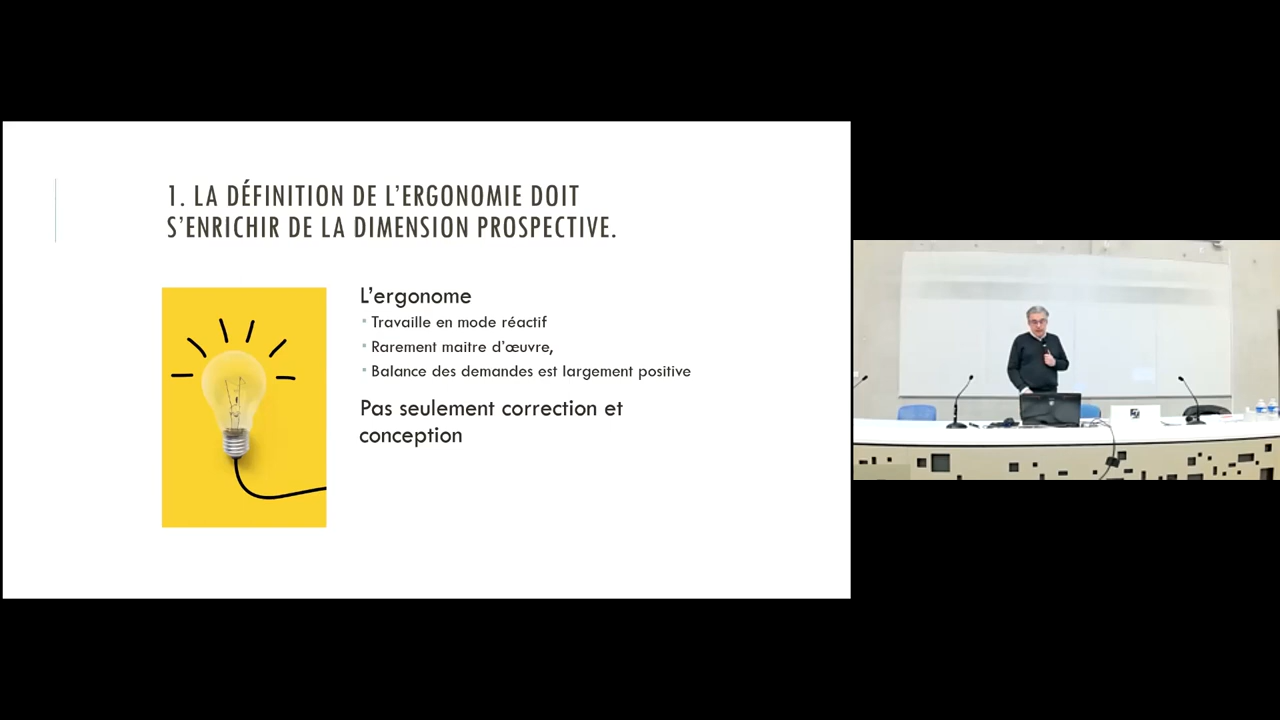 1. LA DÉFINITION DE L'ERGONOMIE DOIT
S'ENRICHIR DE LA DIMENSION PROSPECTIVE.
L'ergonome
Travaille en mode réactif
Rarement maitre d'œuvre,
Balance des demandes est largement positive
Pas seulement correction et
conception